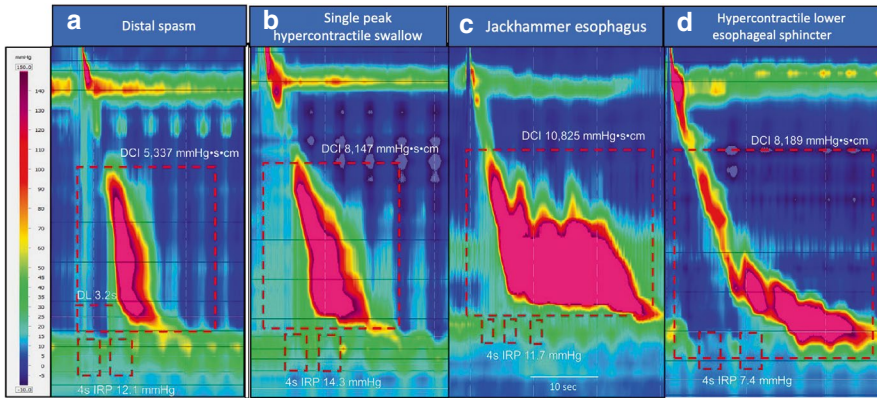 a
Distal spasm
b
Single peak
hypercontractile swallow
c
Jackhammer esophagus
d
Hypercontractile lower
esophageal sphincter
mmHg
150.0
140
130
120
110
100
90
80
70
60
50
45
40
35
30
25
20
15
10
5
0
-5
-10.0
DCI 5,337 mmHg•s•cm
DL 3.2s
4s IRP 12.1 mmHg
DCI 8,147mmHg•s•cm
4s IRP 14.3 mmHg
DCI 10,825 mmHg•s•cm
4s IRP 11.7 mmHg
10 sec
DCI 8,189 mmHg•s•cm
4s IRP 7.4 mmHg